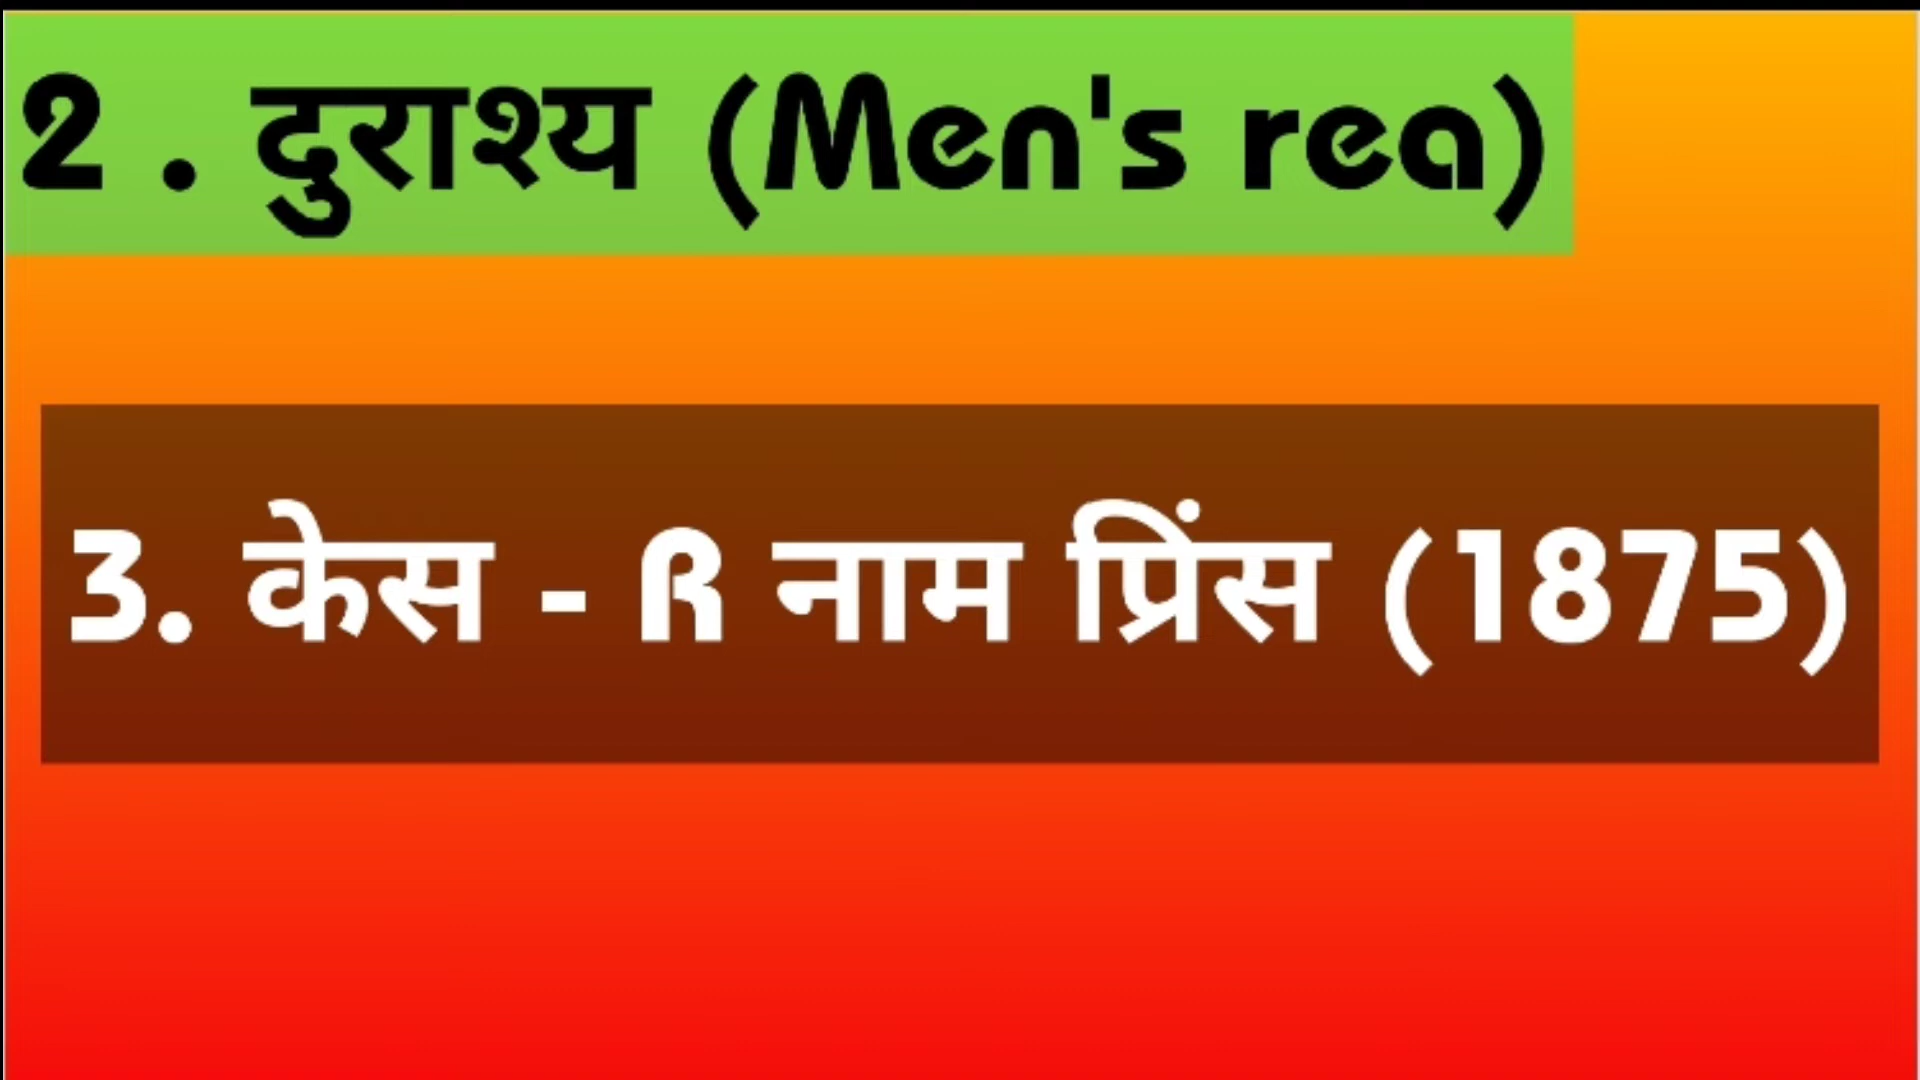 2 . दुराश्य (Men's rea)
3. केस - R नाम प्रिंस (1875)